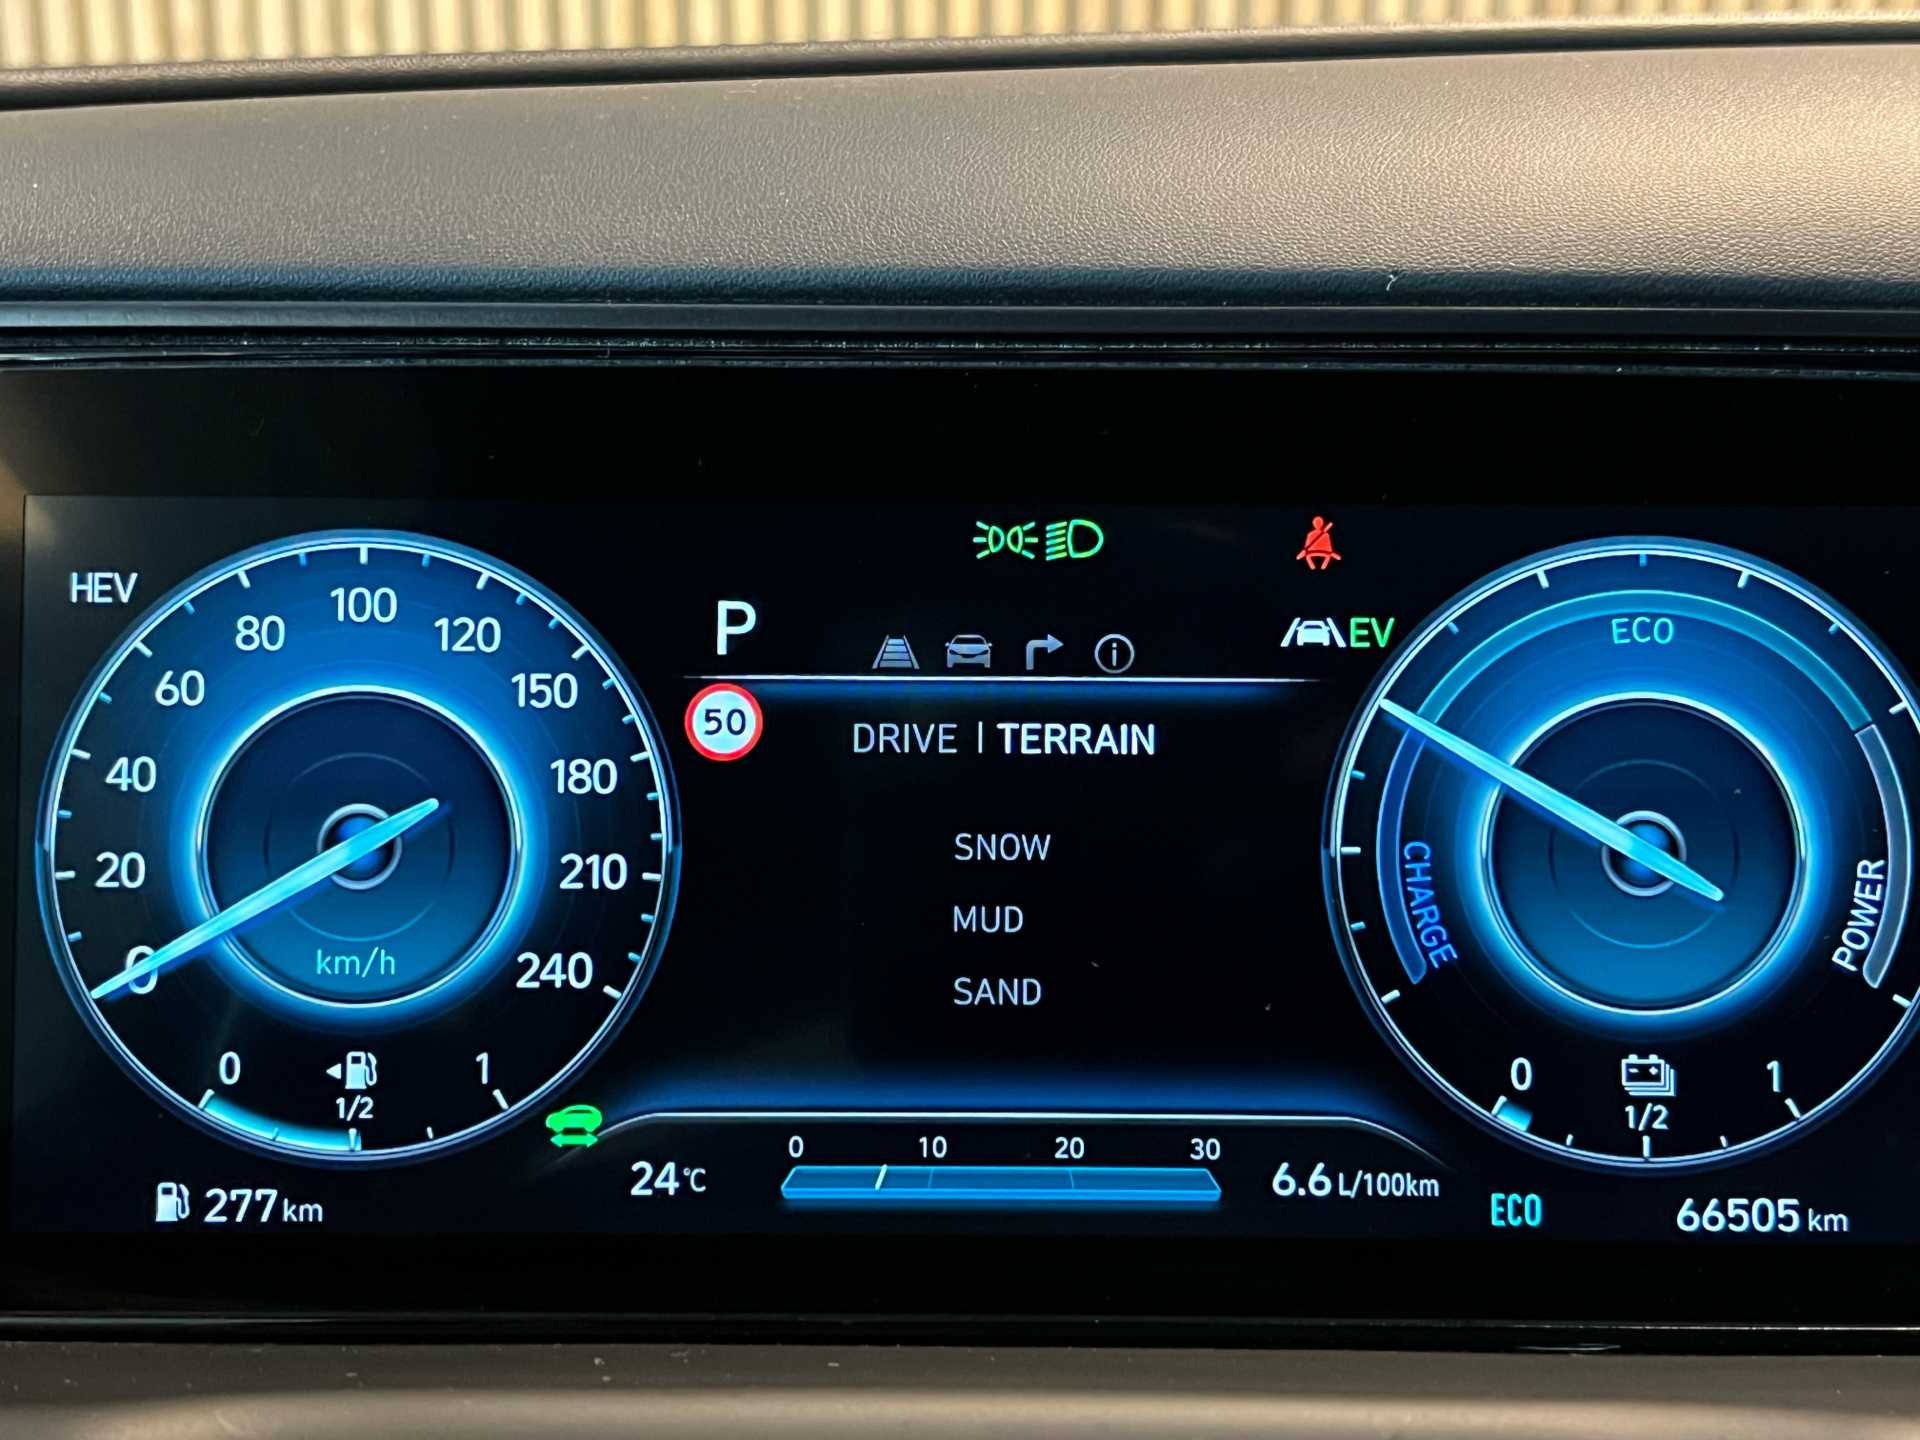 HEV
0
20
40
60
80
100
120
150
180
210
240
km/h
0
1/2
1
277 km
P
EV
50
DRIVE | TERRAIN
SNOW
MUD
SAND
24°C
0
10
20
30
6.6 L/100km
ECO
CHARGE
POWER
0
1/2
1
ECO
66505 km